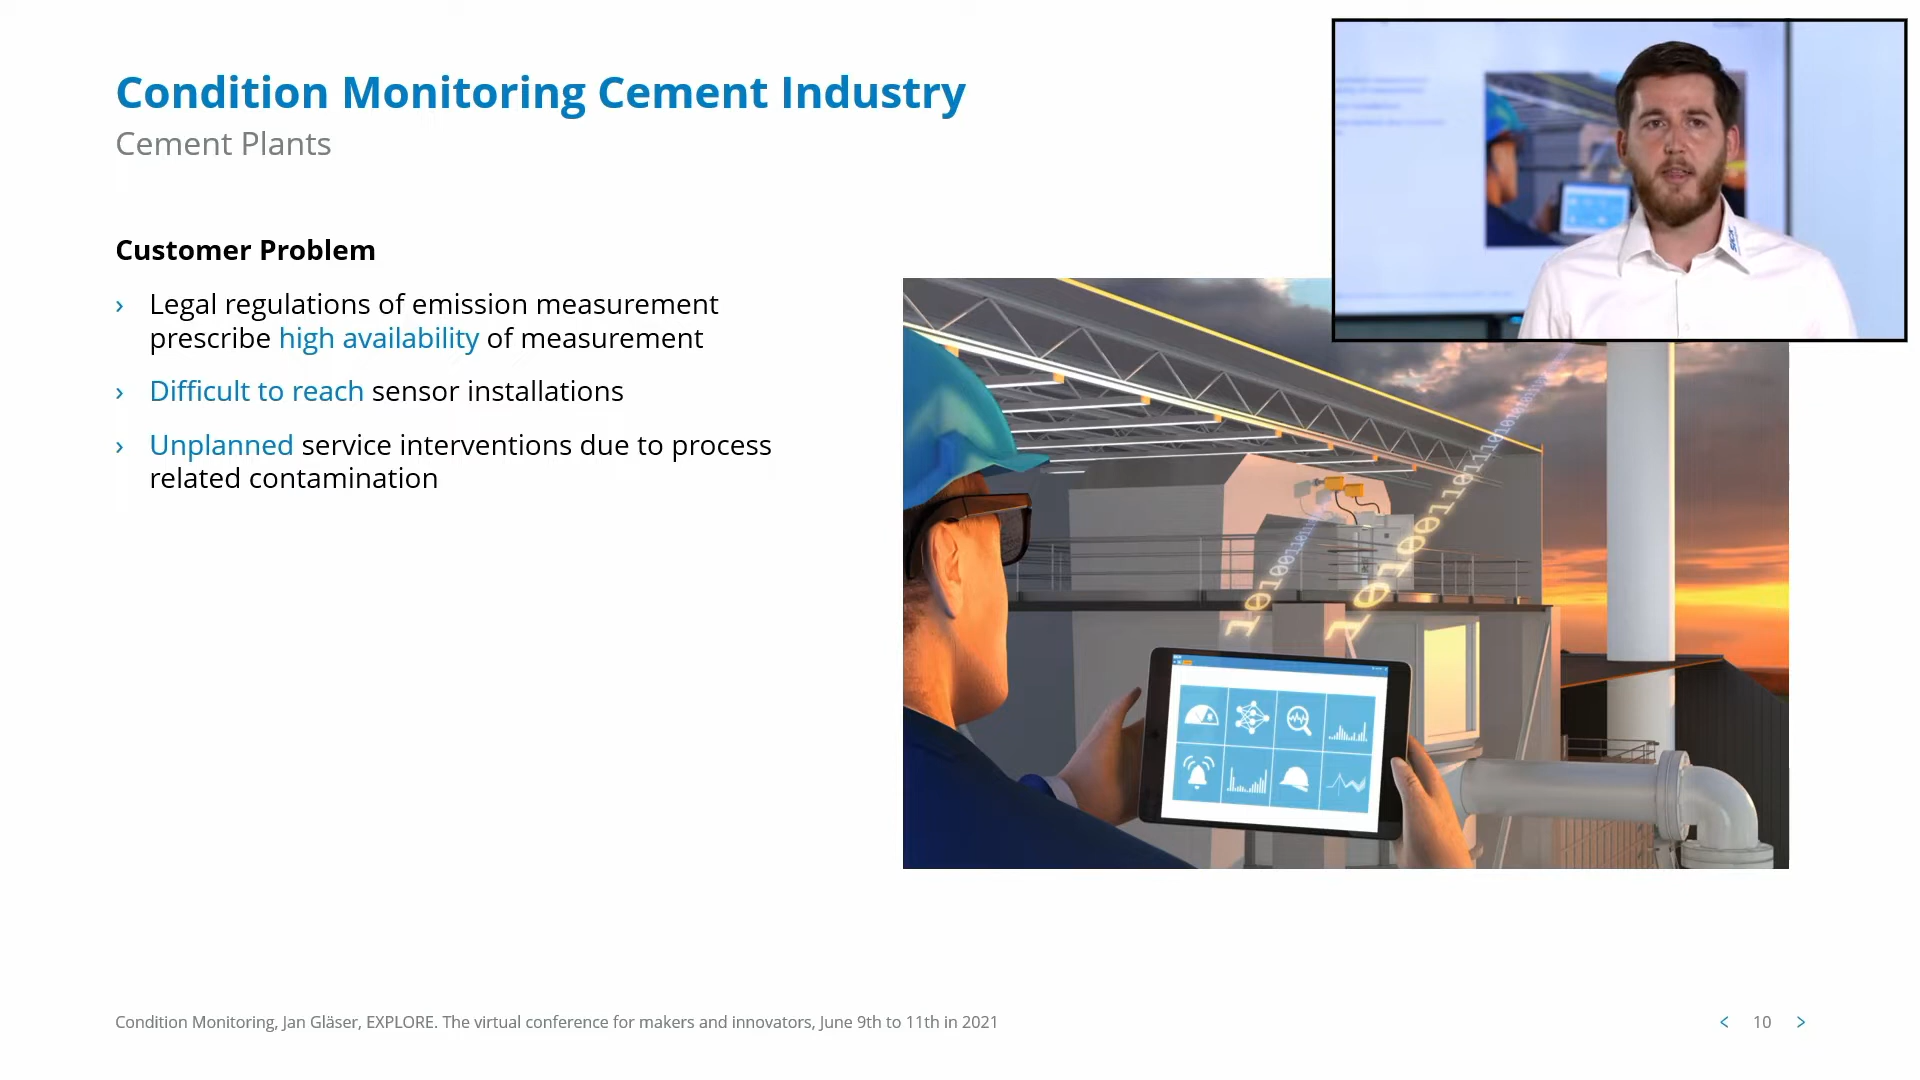 Condition Monitoring Cement Industry
Cement Plants
Customer Problem
› Legal regulations of emission measurement
prescribe high availability of measurement
› Difficult to reach sensor installations
› Unplanned service interventions due to process
related contamination
SICK
Condition Monitoring, Jan Gläser, EXPLORE. The virtual conference for makers and innovators, June 9th to 11th in 2021
< 10 >